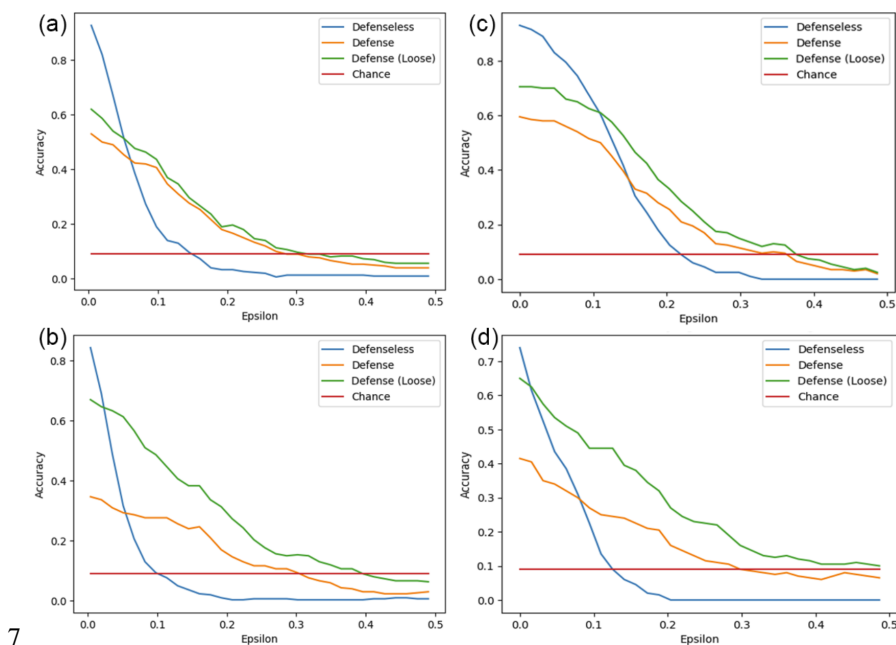 (a)
Defenseless
Defense
Defense (Loose)
Chance
0.8
0.6
0.4
0.2
0.0
Accuracy
0.0 0.1 0.2 0.3 0.4 0.5
Epsilon
(c)
Defenseless
Defense
Defense (Loose)
Chance
0.8
0.6
0.4
0.2
0.0
Accuracy
0.0 0.1 0.2 0.3 0.4 0.5
Epsilon
(b)
Defenseless
Defense
Defense (Loose)
Chance
0.8
0.6
0.4
0.2
0.0
Accuracy
0.0 0.1 0.2 0.3 0.4 0.5
Epsilon
(d)
Defenseless
Defense
Defense (Loose)
Chance
0.7
0.6
0.5
0.4
0.3
0.2
0.1
0.0
Accuracy
0.0 0.1 0.2 0.3 0.4 0.5
Epsilon
7